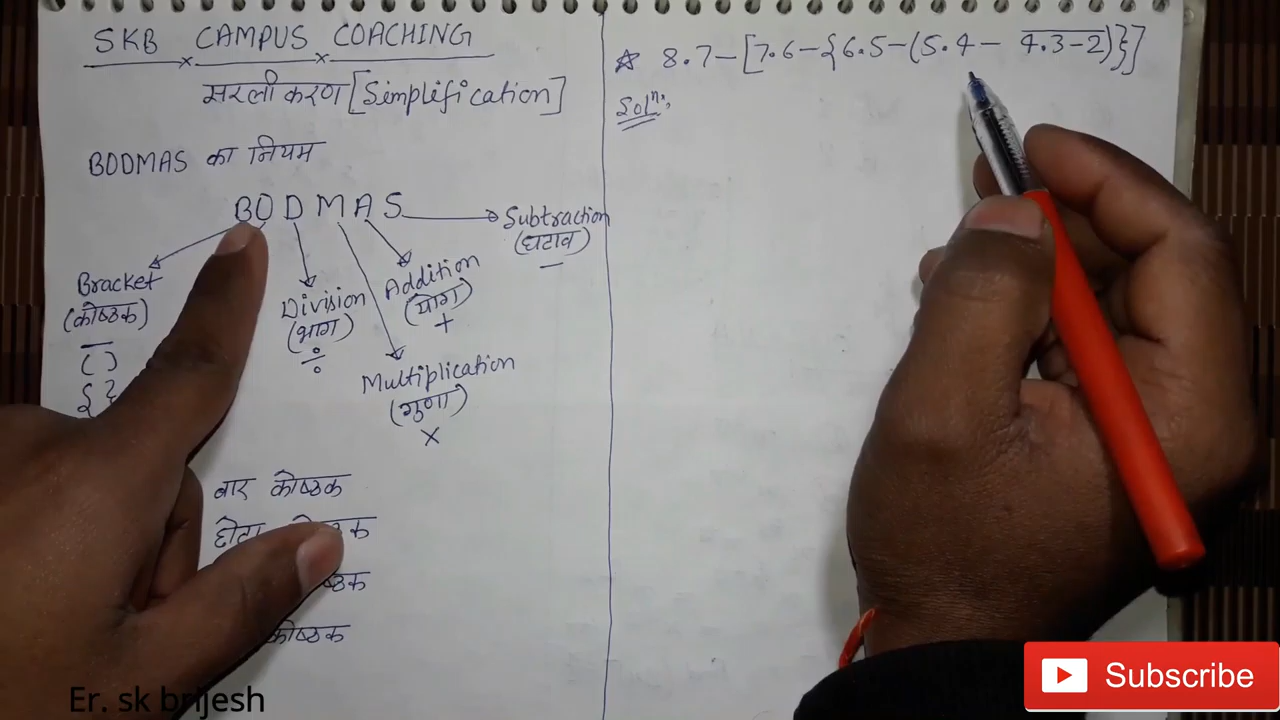 SKB CAMPUS COACHING
सरलीकरण [Simplification]
BODMAS का नियम
BODMAS
Subtraction
(घटाव)
−
Bracket
(कोष्ठक)
( )
{ }
Division
(भाग)
÷
Addition
(योग)
+
Multiplication
(गुणा)
×
बार कोष्ठक
कोष्ठक
☆ 8.7−[7.6−{6.5−(5.4− 4.3−2)}]
Solⁿ:
Er. sk brijesh
Subscribe